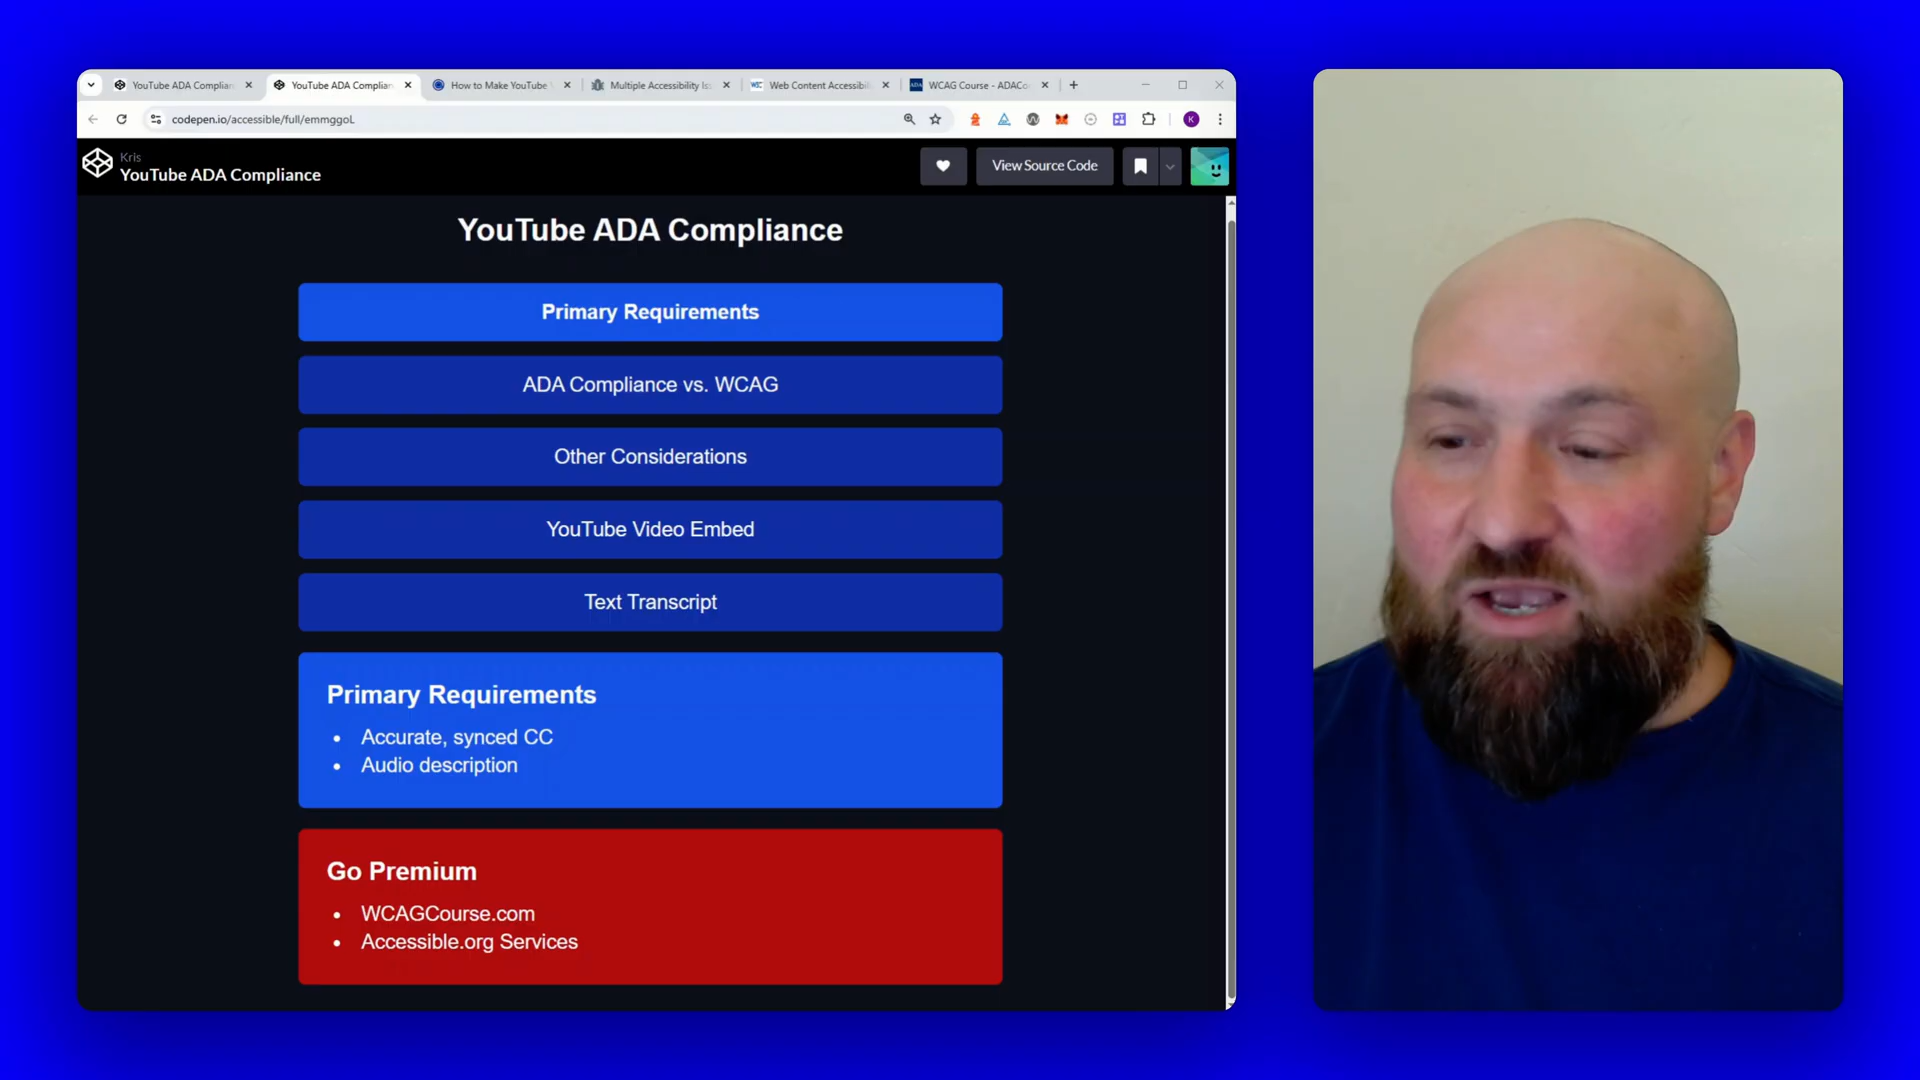 YouTube ADA Complian
YouTube ADA Complian
How to Make YouTube V
Multiple Accessibility Is
Web Content Accessibil
WCAG Course - ADACo
codepen.io/accessible/full/emmggoL
K
Kris
YouTube ADA Compliance
View Source Code
YouTube ADA Compliance
Primary Requirements
ADA Compliance vs. WCAG
Other Considerations
YouTube Video Embed
Text Transcript
Primary Requirements
• Accurate, synced CC
• Audio description
Go Premium
• WCAGCourse.com
• Accessible.org Services